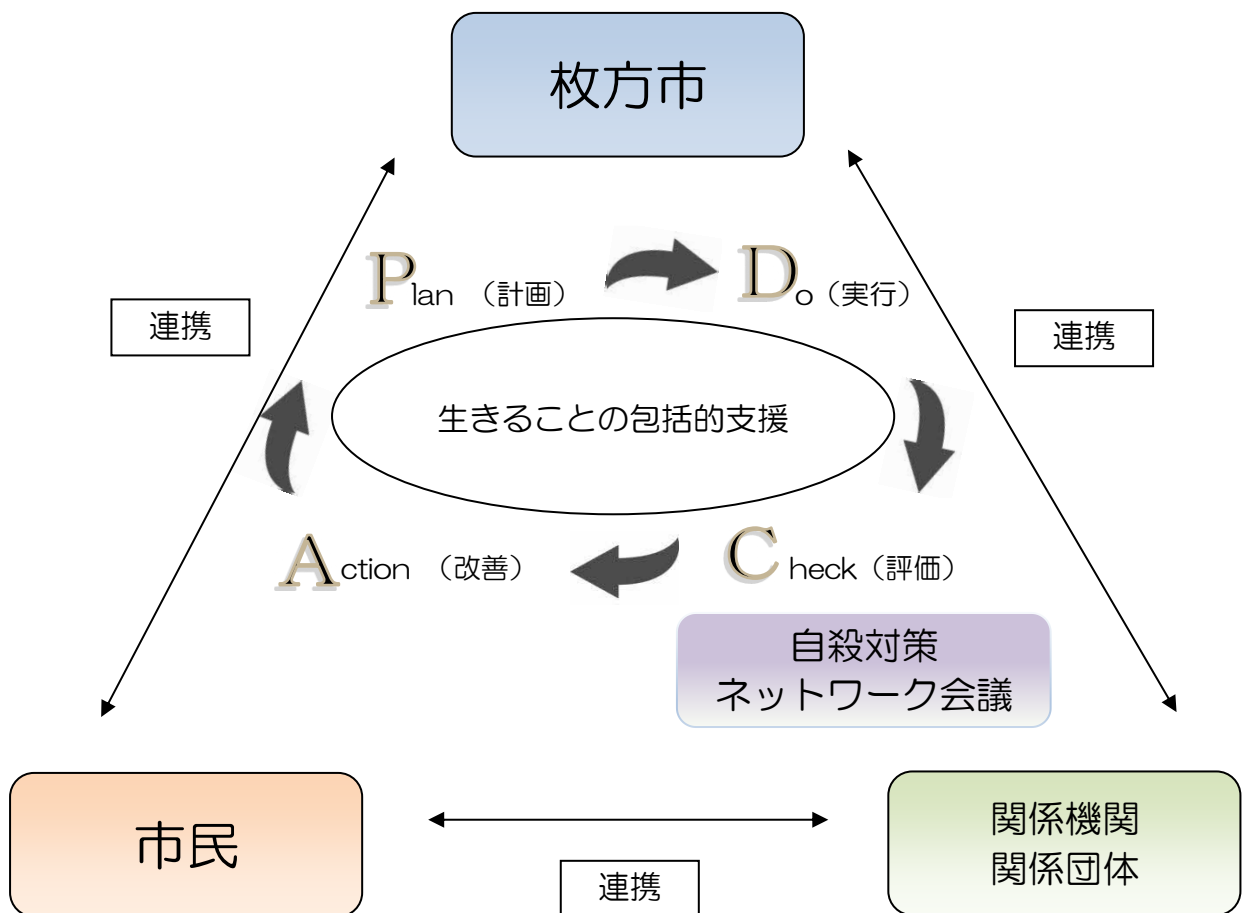 枚方市
Plan （計画）
Do（実行）
連携
連携
生きることの包括的支援
Action （改善）
Check（評価）
自殺対策
ネットワーク会議
市民
関係機関
関係団体
連携